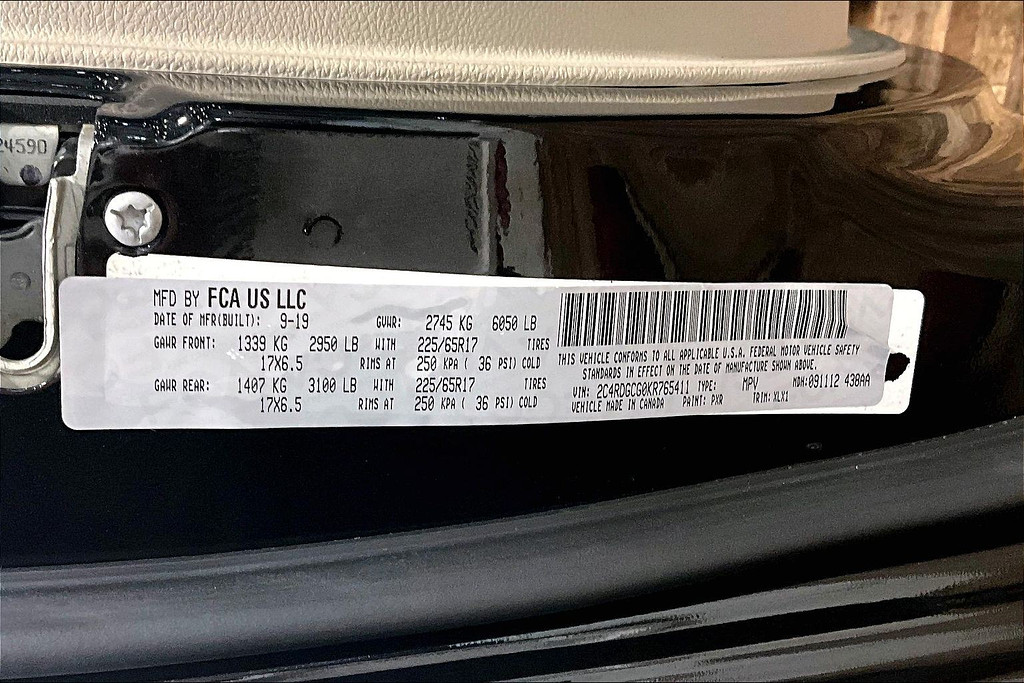 24590
MFD BY FCA US LLC
DATE OF MFR(BUILT): 9-19 GVWR: 2745 KG 6050 LB
GAWR FRONT: 1339 KG 2950 LB WITH 225/65R17 TIRES
17X6.5 RIMS AT 250 KPA ( 36 PSI) COLD
GAWR REAR: 1407 KG 3100 LB WITH 225/65R17 TIRES
17X6.5 RIMS AT 250 KPA ( 36 PSI) COLD
THIS VEHICLE CONFORMS TO ALL APPLICABLE U.S.A. FEDERAL MOTOR VEHICLE SAFETY
STANDARDS IN EFFECT ON THE DATE OF MANUFACTURE SHOWN ABOVE.
VIN: 2C4RDGCG0KR765411 TYPE: MPV MDH: 091112 438AA
VEHICLE MADE IN CANADA PAINT: PXR TRIM: XLX1